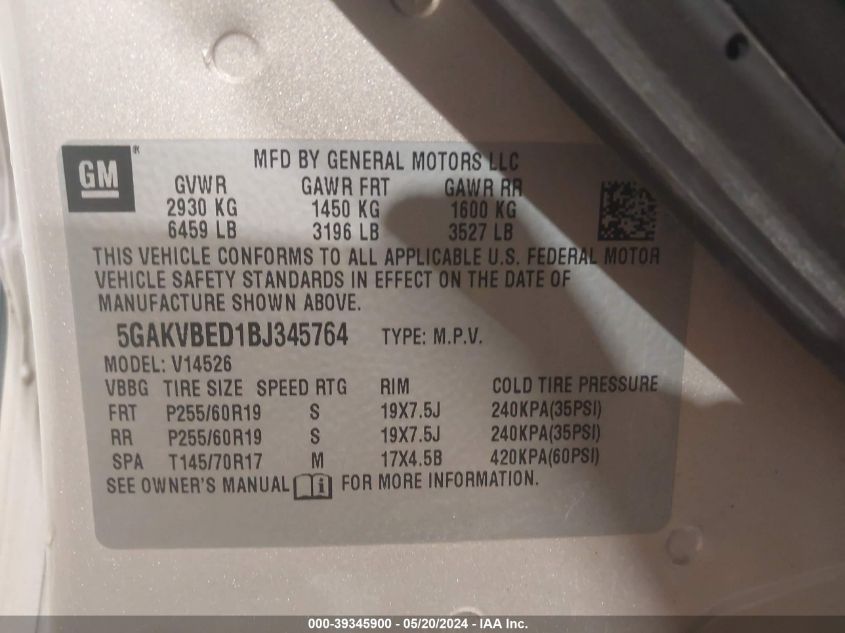 GM ®
MFD BY GENERAL MOTORS LLC
GVWR GAWR FRT GAWR RR
2930 KG 1450 KG 1600 KG
6459 LB 3196 LB 3527 LB
THIS VEHICLE CONFORMS TO ALL APPLICABLE U.S. FEDERAL MOTOR
VEHICLE SAFETY STANDARDS IN EFFECT ON THE DATE OF
MANUFACTURE SHOWN ABOVE.
5GAKVBED1BJ345764 TYPE: M.P.V.
MODEL: V14526
VBBG TIRE SIZE SPEED RTG RIM COLD TIRE PRESSURE
FRT P255/60R19 S 19X7.5J 240KPA(35PSI)
RR P255/60R19 S 19X7.5J 240KPA(35PSI)
SPA T145/70R17 M 17X4.5B 420KPA(60PSI)
SEE OWNER'S MANUAL i FOR MORE INFORMATION.
000-39345900 - 05/20/2024 - IAA Inc.